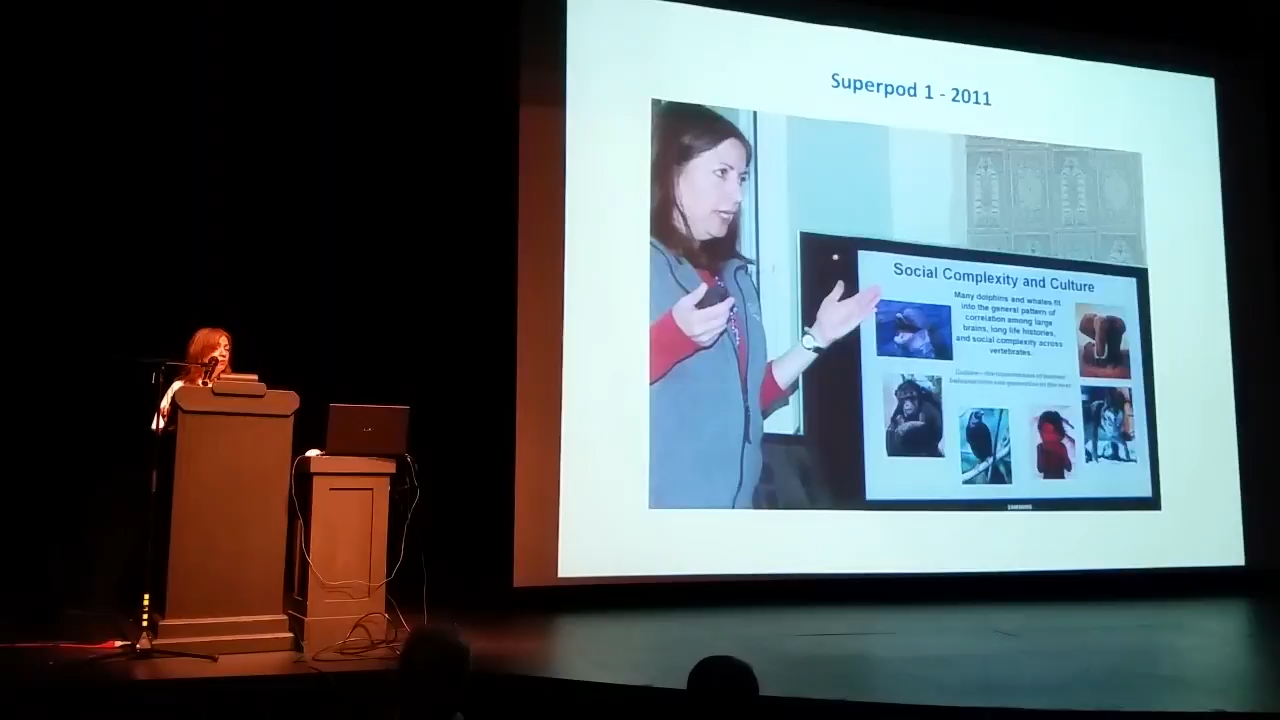 Superpod 1 - 2011
Social Complexity and Culture
Many dolphins and whales fit
into the general pattern of
correlation among large
brains, long life histories,
and social complexity across
vertebrates.
SAMSUNG